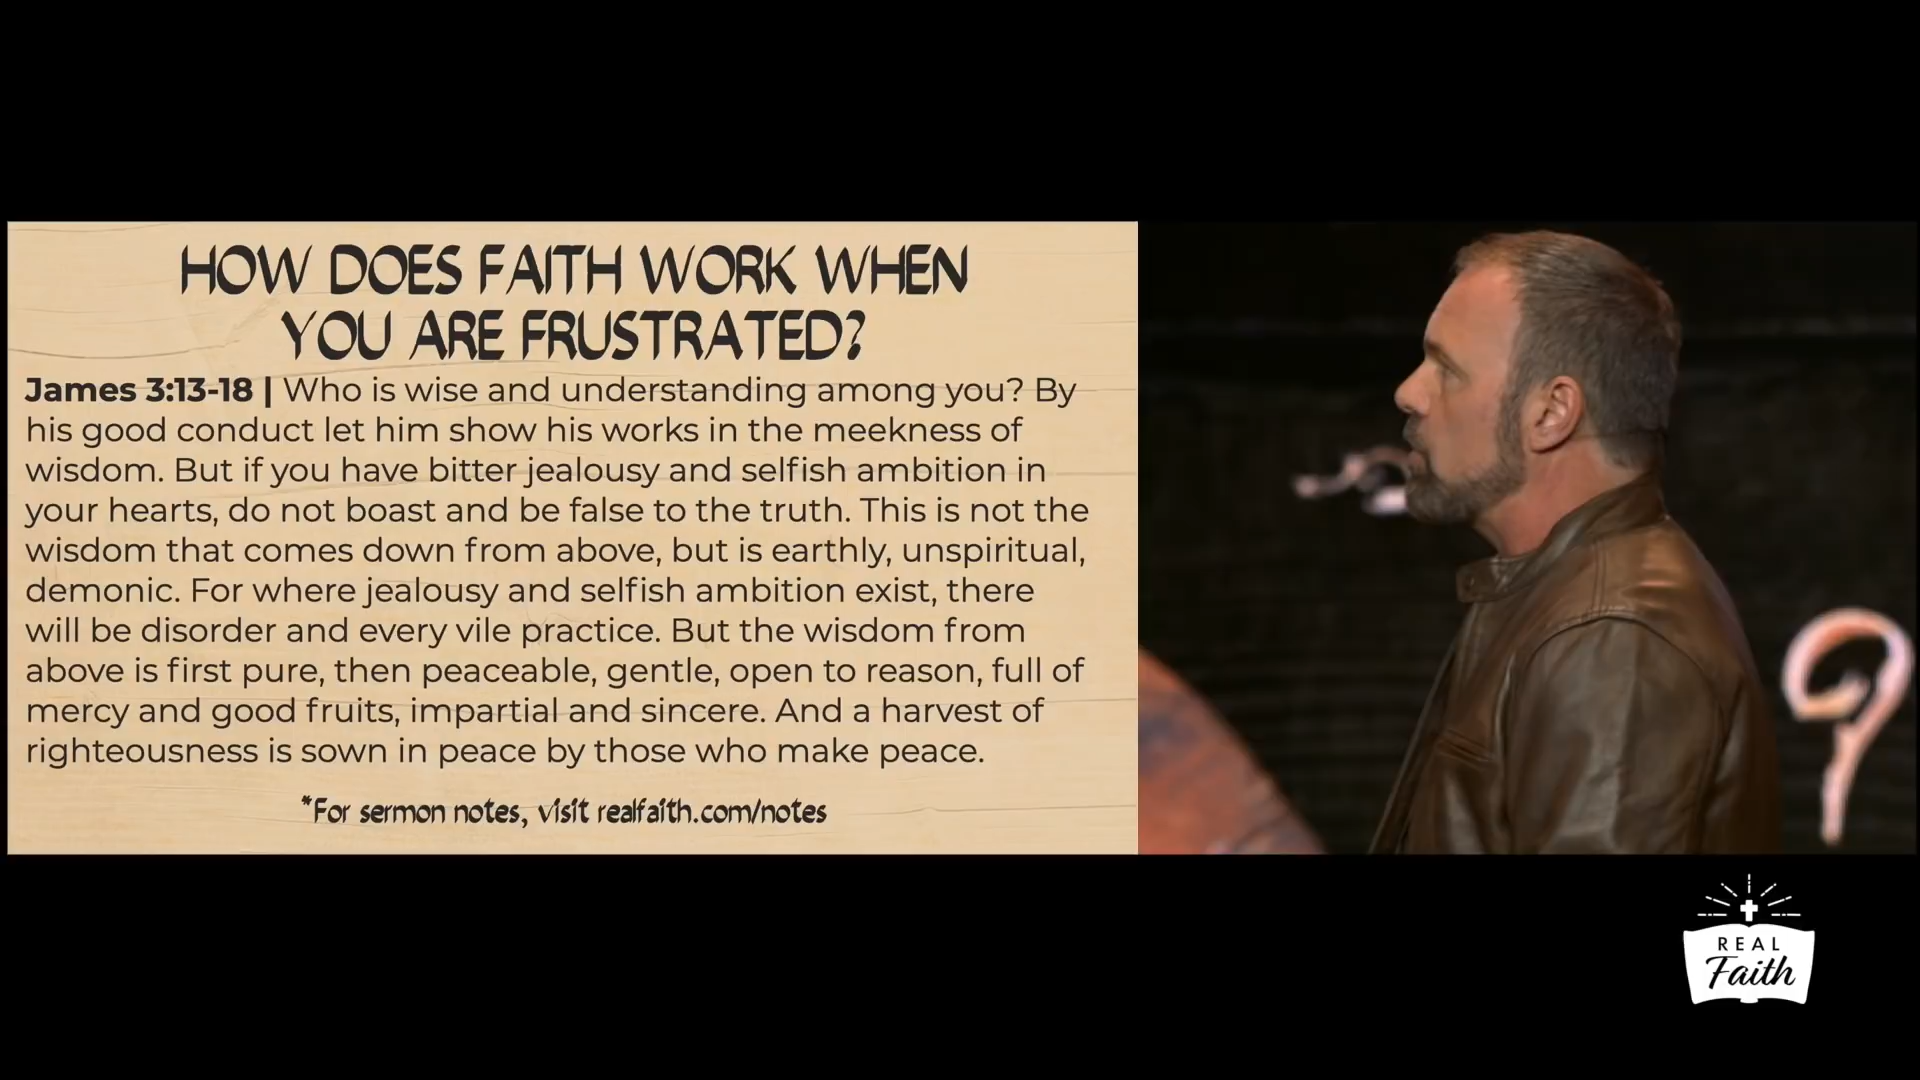 HOW DOES FAITH WORK WHEN
YOU ARE FRUSTRATED?
James 3:13-18 | Who is wise and understanding among you? By
his good conduct let him show his works in the meekness of
wisdom. But if you have bitter jealousy and selfish ambition in
your hearts, do not boast and be false to the truth. This is not the
wisdom that comes down from above, but is earthly, unspiritual,
demonic. For where jealousy and selfish ambition exist, there
will be disorder and every vile practice. But the wisdom from
above is first pure, then peaceable, gentle, open to reason, full of
mercy and good fruits, impartial and sincere. And a harvest of
righteousness is sown in peace by those who make peace.
*For sermon notes, visit realfaith.com/notes
REAL
Faith